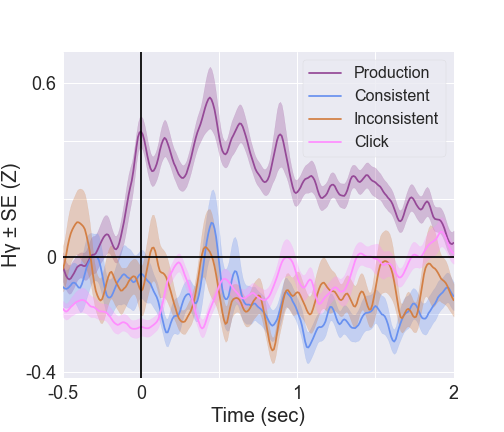 Production
Consistent
Inconsistent
Click
Hγ ± SE (Z)
0.6
0
-0.4
-0.5
0
1
2
Time (sec)